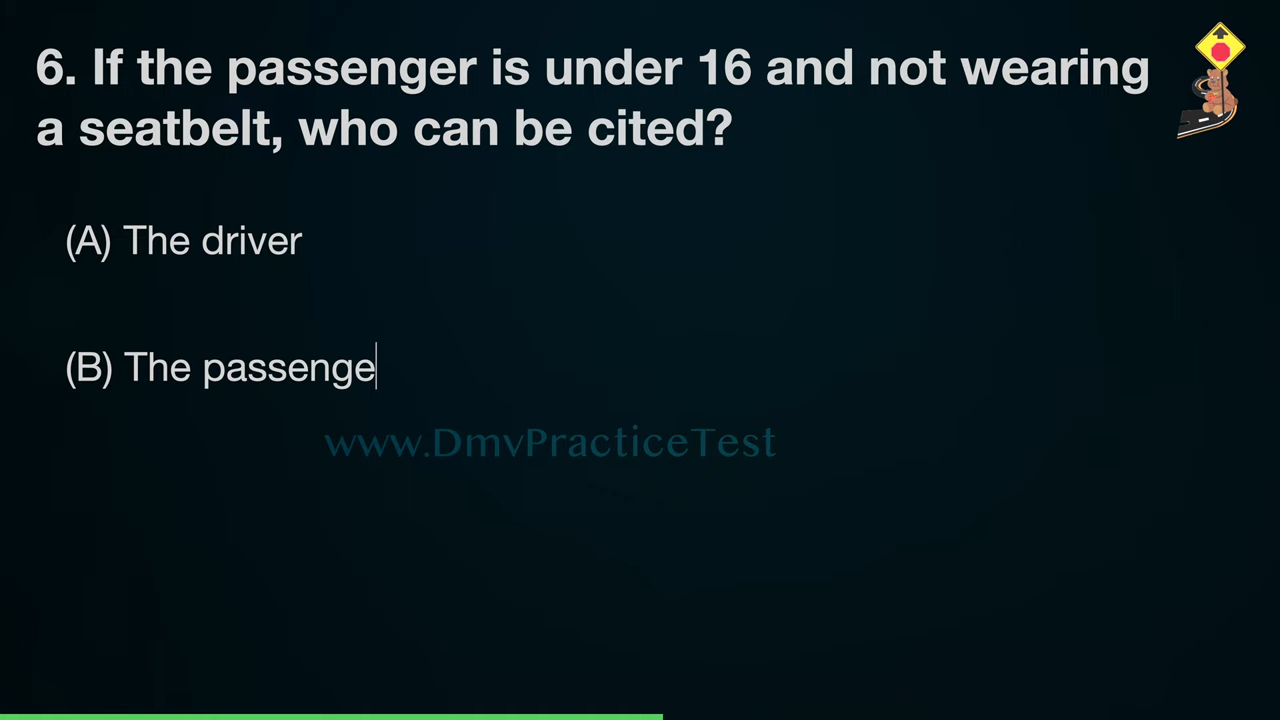 6. If the passenger is under 16 and not wearing
a seatbelt, who can be cited?
(A) The driver
(B) The passenge
www.DmvPracticeTest